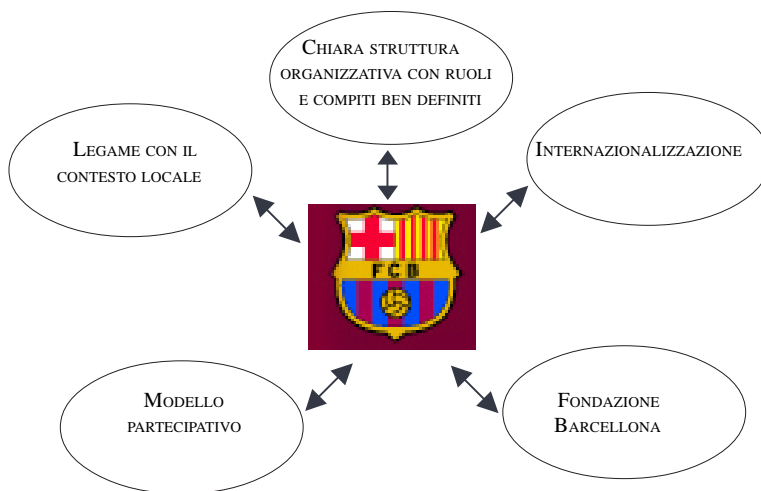 Chiara struttura
organizzativa con ruoli
e compiti ben definiti
Legame con il
contesto locale
Internazionalizzazione
FCB
Modello
partecipativo
Fondazione
Barcellona